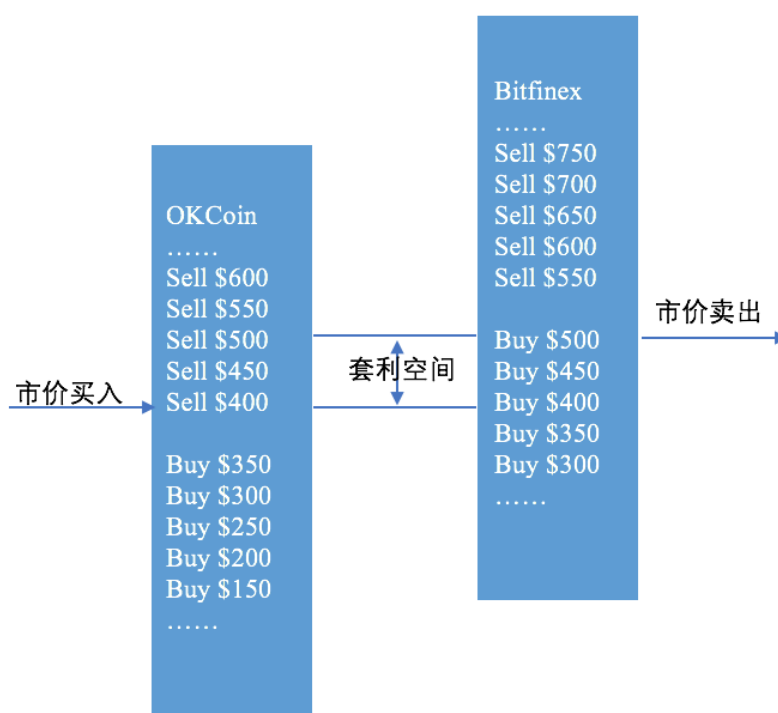 市价买入
OKCoin
……
Sell $600
Sell $550
Sell $500
Sell $450
Sell $400
Buy $350
Buy $300
Buy $250
Buy $200
Buy $150
……
套利空间
Bitfinex
……
Sell $750
Sell $700
Sell $650
Sell $600
Sell $550
Buy $500
Buy $450
Buy $400
Buy $350
Buy $300
……
市价卖出